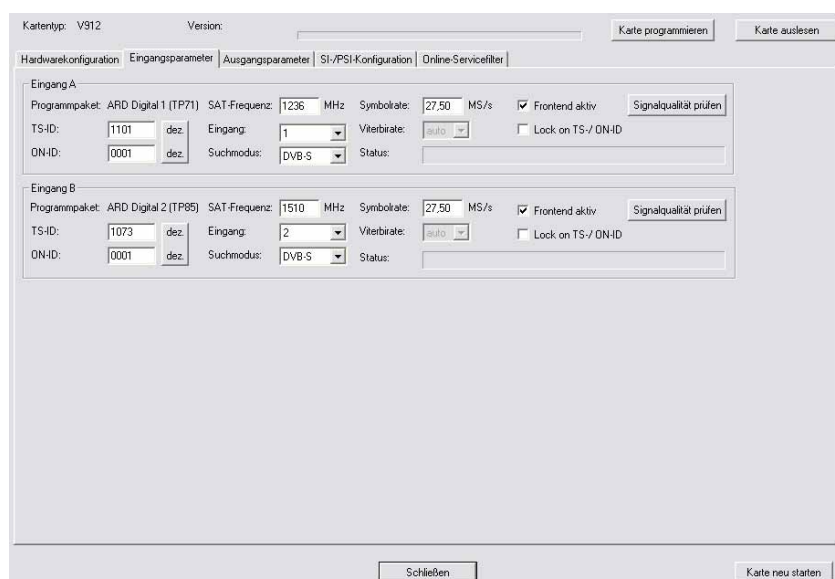 Kartentyp: V912 Version: Karte programmieren Karte auslesen
Hardwarekonfiguration Eingangsparameter Ausgangsparameter SI-/PSI-Konfiguration Online-Servicefilter
Eingang A
Programmpaket: ARD Digital 1 (TP71) SAT-Frequenz: 1236 MHz Symbolrate: 27,50 MS/s Frontend aktiv Signalqualität prüfen
TS-ID: 1101 dez. Eingang: 1 Viterbirate: auto Lock on TS-/ ON-ID
ON-ID: 0001 dez. Suchmodus: DVB-S Status:
Eingang B
Programmpaket: ARD Digital 2 (TP85) SAT-Frequenz: 1510 MHz Symbolrate: 27,50 MS/s Frontend aktiv Signalqualität prüfen
TS-ID: 1073 dez. Eingang: 2 Viterbirate: auto Lock on TS-/ ON-ID
ON-ID: 0001 dez. Suchmodus: DVB-S Status:
Schließen Karte neu starten